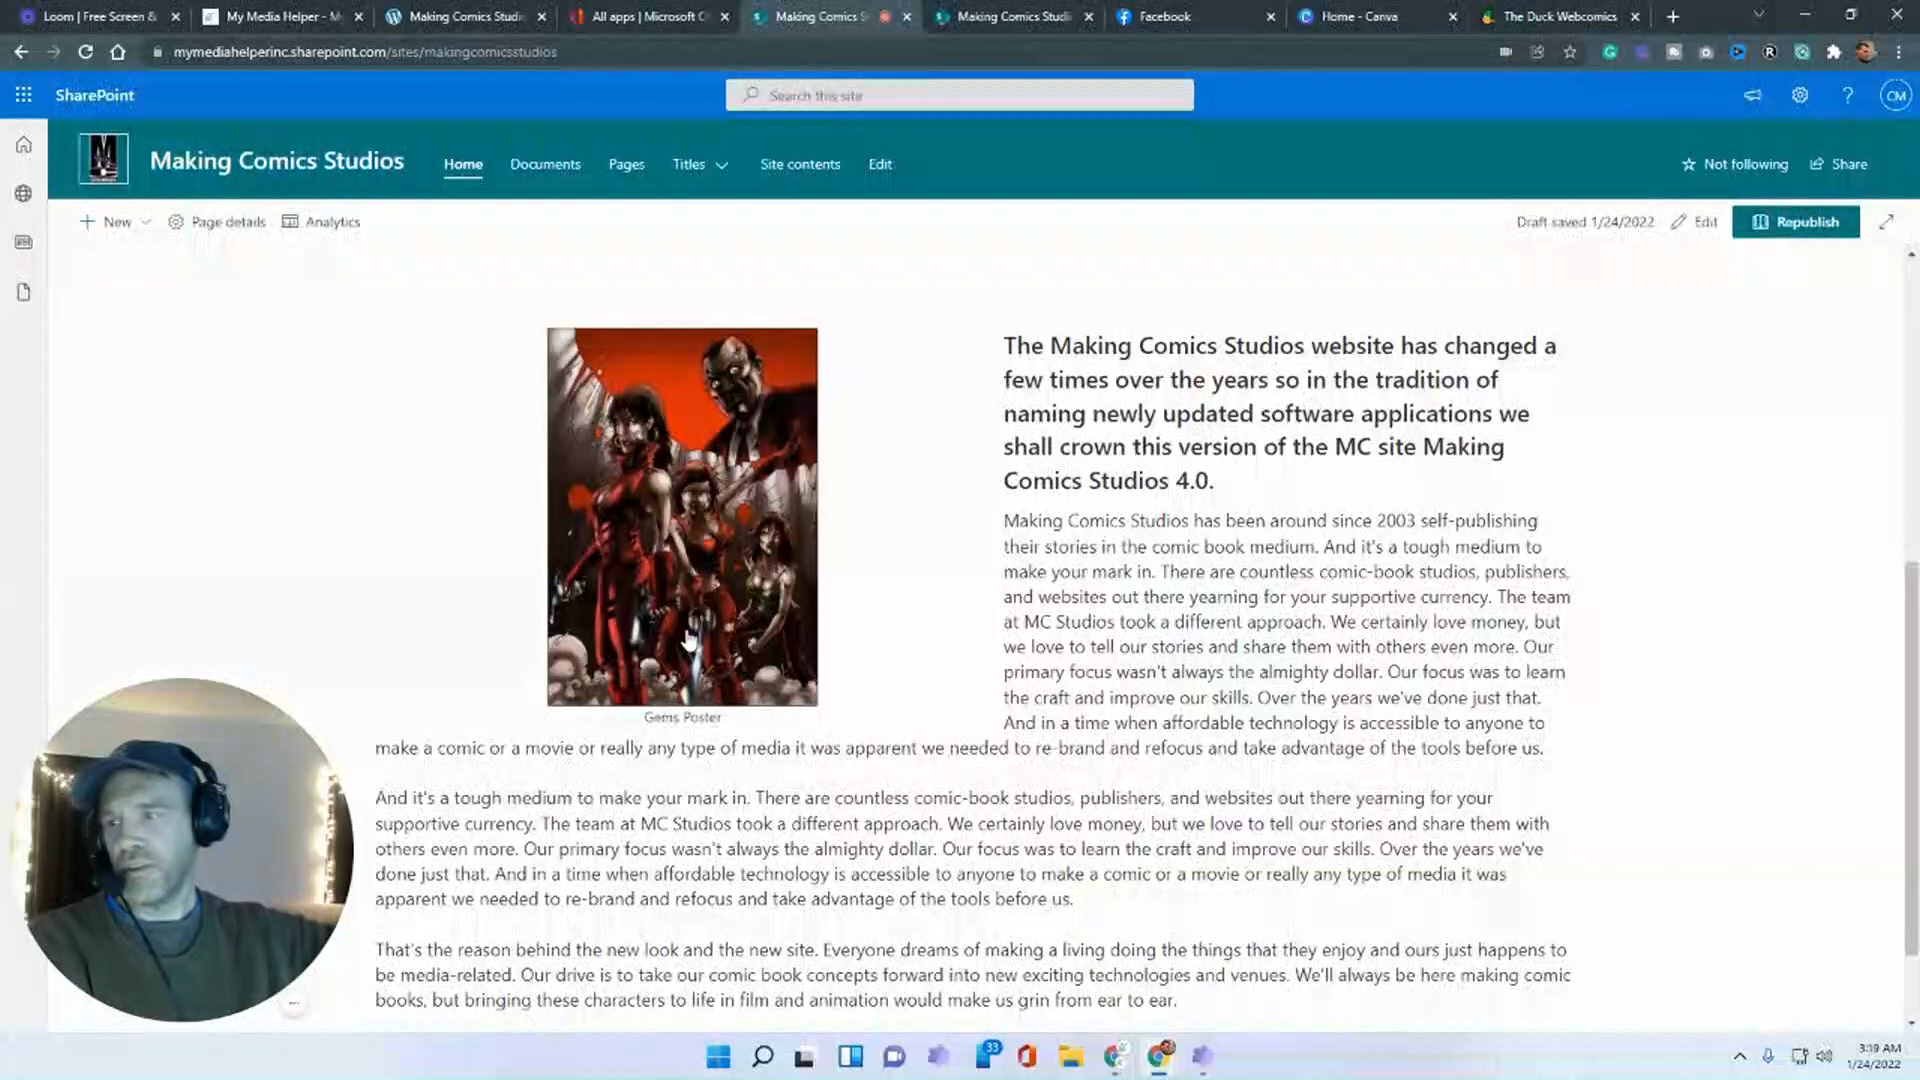 Loom | Free Screen &
My Media Helper - M
Making Comics Studi
All apps | Microsoft O
Making Comics S
Making Comics Studi
Facebook
Home - Canva
The Duck Webcomics
mymediahelperinc.sharepoint.com/sites/makingcomicsstudios
SharePoint
Search this site
CM
Making Comics Studios
Home
Documents
Pages
Titles
Site contents
Edit
Not following
Share
New
Page details
Analytics
Draft saved 1/24/2022
Edit
Republish
The Making Comics Studios website has changed a
few times over the years so in the tradition of
naming newly updated software applications we
shall crown this version of the MC site Making
Comics Studios 4.0.
Making Comics Studios has been around since 2003 self-publishing
their stories in the comic book medium. And it's a tough medium to
make your mark in. There are countless comic-book studios, publishers,
and websites out there yearning for your supportive currency. The team
at MC Studios took a different approach. We certainly love money, but
we love to tell our stories and share them with others even more. Our
primary focus wasn't always the almighty dollar. Our focus was to learn
the craft and improve our skills. Over the years we've done just that.
And in a time when affordable technology is accessible to anyone to
Gems Poster
make a comic or a movie or really any type of media it was apparent we needed to re-brand and refocus and take advantage of the tools before us.
And it's a tough medium to make your mark in. There are countless comic-book studios, publishers, and websites out there yearning for your
supportive currency. The team at MC Studios took a different approach. We certainly love money, but we love to tell our stories and share them with
others even more. Our primary focus wasn't always the almighty dollar. Our focus was to learn the craft and improve our skills. Over the years we've
done just that. And in a time when affordable technology is accessible to anyone to make a comic or a movie or really any type of media it was
apparent we needed to re-brand and refocus and take advantage of the tools before us.
That's the reason behind the new look and the new site. Everyone dreams of making a living doing the things that they enjoy and ours just happens to
be media-related. Our drive is to take our comic book concepts forward into new exciting technologies and venues. We'll always be here making comic
books, but bringing these characters to life in film and animation would make us grin from ear to ear.
33
3:19 AM
1/24/2022